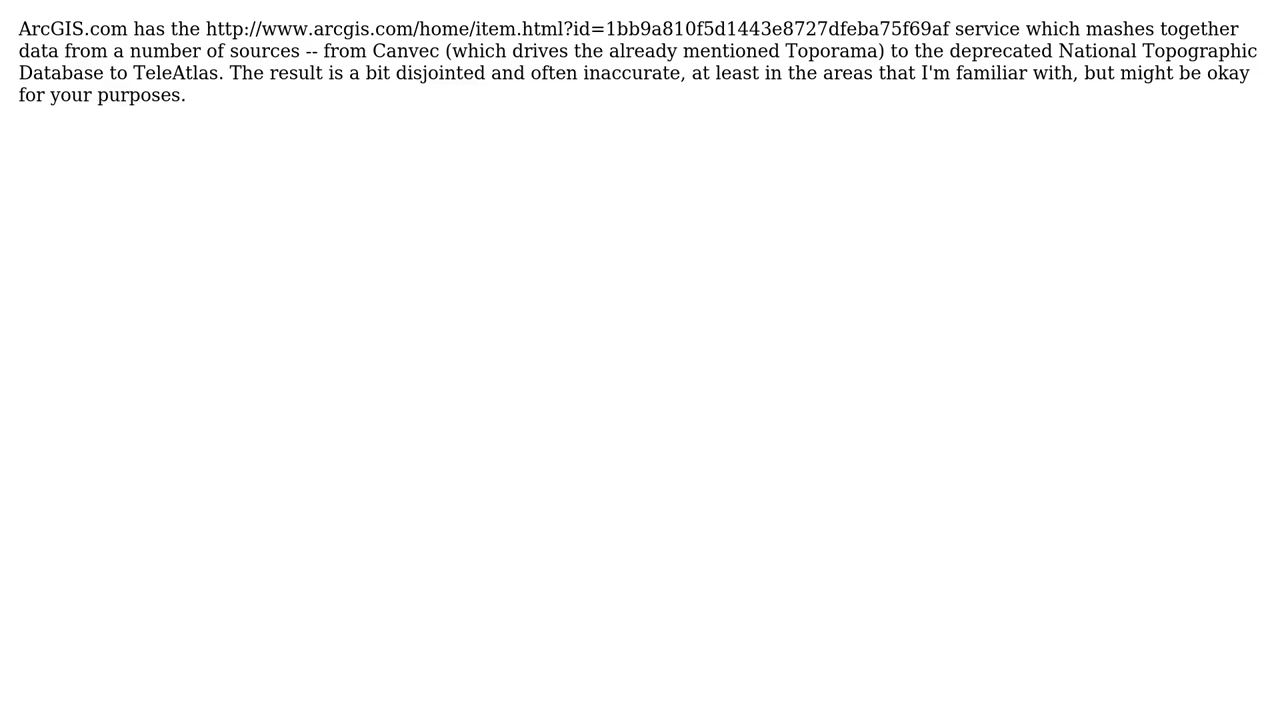 ArcGIS.com has the http://www.arcgis.com/home/item.html?id=1bb9a810f5d1443e8727dfeba75f69af service which mashes together
data from a number of sources -- from Canvec (which drives the already mentioned Toporama) to the deprecated National Topographic
Database to TeleAtlas. The result is a bit disjointed and often inaccurate, at least in the areas that I'm familiar with, but might be okay
for your purposes.